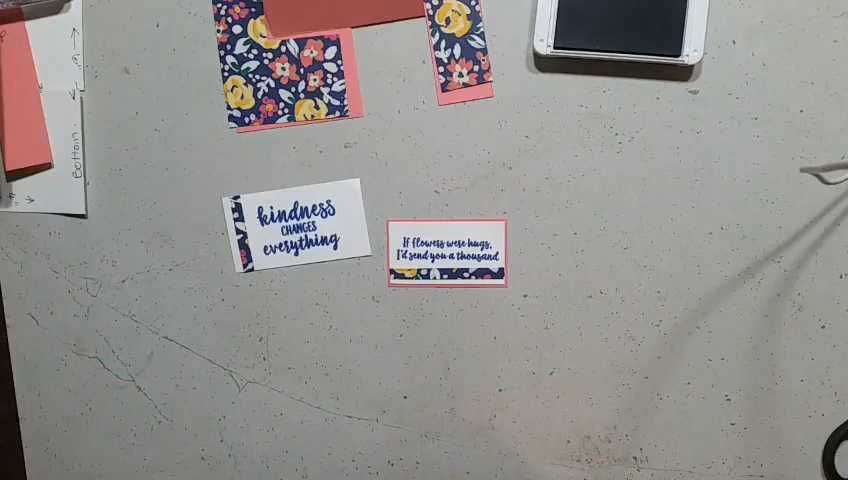 Bottom
kindness
CHANGES
everything
If flowers were hugs,
I'd send you a thousand